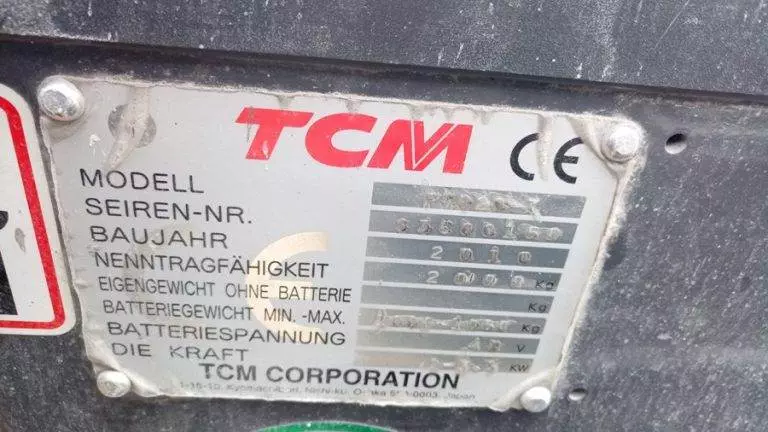 TCM CE
MODELL
SEIREN-NR.
BAUJAHR 2010
NENNTRAGFÄHIGKEIT 2000 Kg
EIGENGEWICHT OHNE BATTERIE Kg
BATTERIEGEWICHT MIN. -MAX. Kg
BATTERIESPANNUNG V
DIE KRAFT KW
TCM CORPORATION
Japan